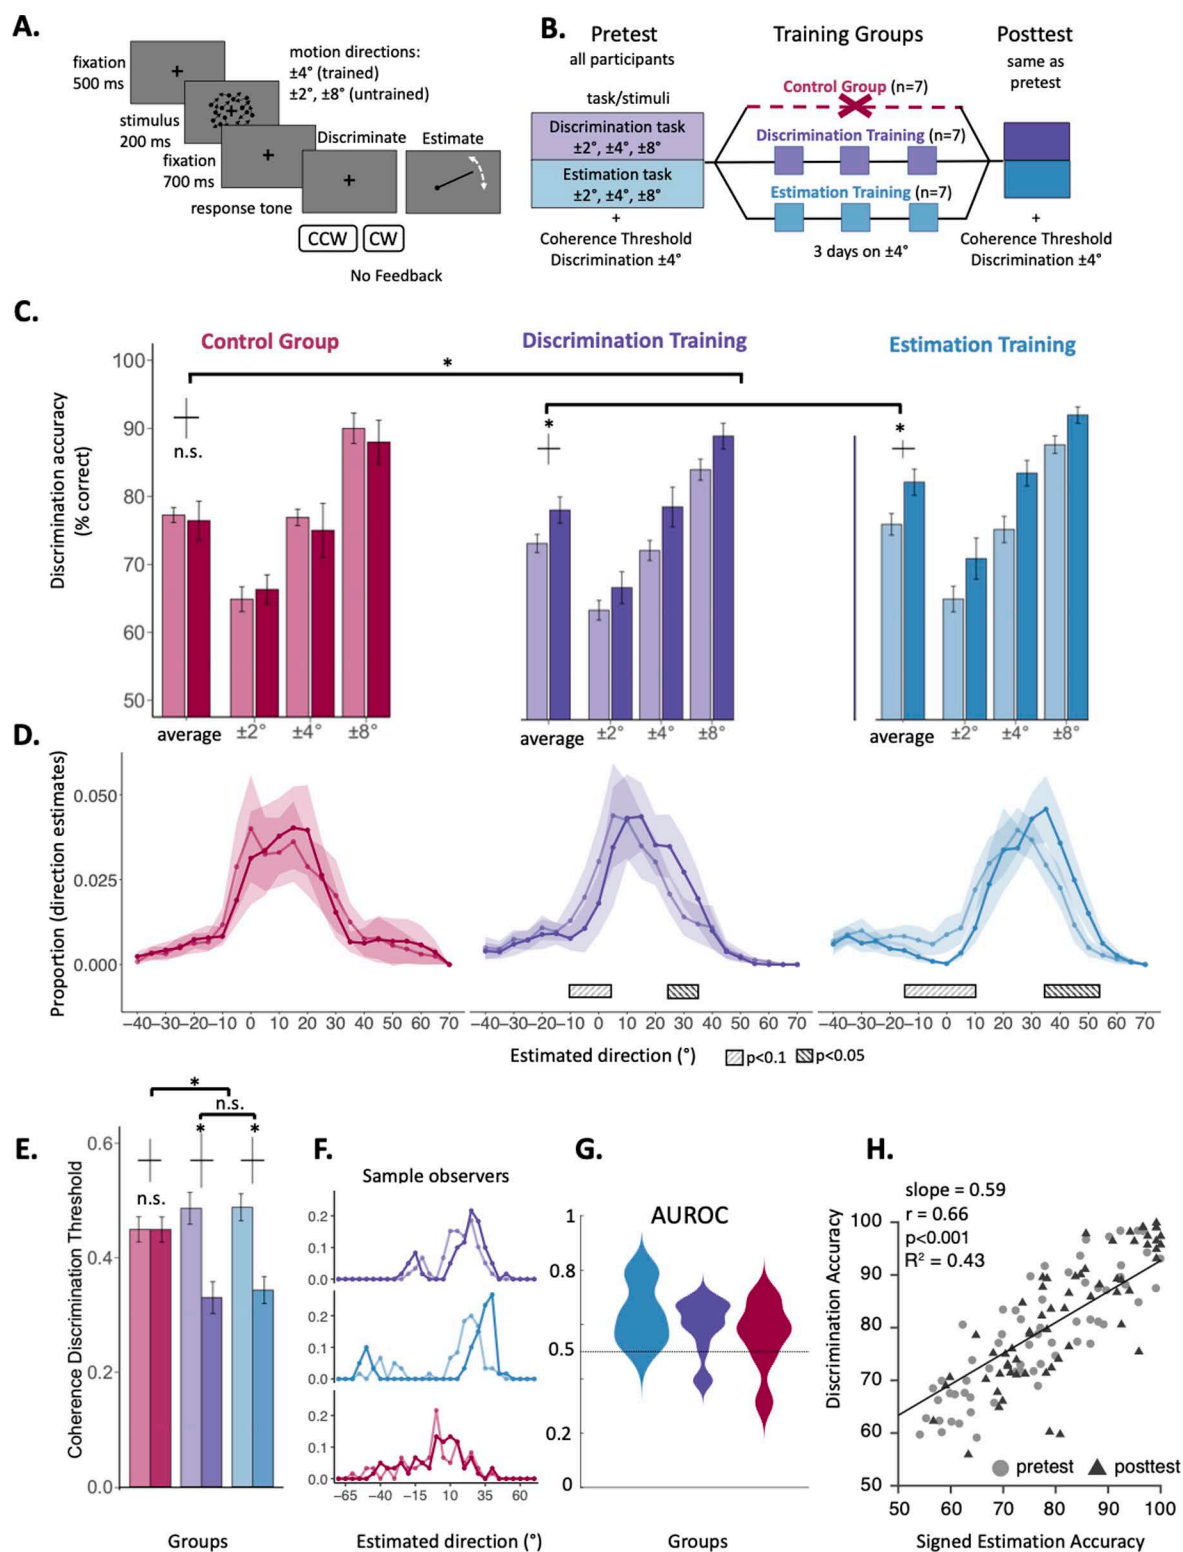 A.
fixation
500 ms
stimulus
200 ms
fixation
700 ms
response tone
motion directions:
±4° (trained)
±2°, ±8° (untrained)
Discriminate
Estimate
CCW
CW
No Feedback
B.
Pretest
all participants
task/stimuli
Discrimination task
±2°, ±4°, ±8°
Estimation task
±2°, ±4°, ±8°
+
Coherence Threshold
Discrimination ±4°
Training Groups
Control Group (n=7)
Discrimination Training (n=7)
Estimation Training (n=7)
3 days on ±4°
Posttest
same as
pretest
+
Coherence Threshold
Discrimination ±4°
C.
Control Group
Discrimination Training
Estimation Training
Discrimination accuracy
(% correct)
100
90
80
70
60
50
*
n.s.
*
*
average ±2° ±4° ±8°
average ±2° ±4° ±8°
average ±2° ±4° ±8°
D.
Proportion (direction estimates)
0.050
0.025
0.000
−40 −30 −20 −10 0 10 20 30 40 50 60 70
−40 −30 −20 −10 0 10 20 30 40 50 60 70
−40 −30 −20 −10 0 10 20 30 40 50 60 70
Estimated direction (°)
p<0.1
p<0.05
E.
Coherence Discrimination Threshold
0.6
0.4
0.2
0.0
*
n.s.
*
*
n.s.
Groups
F.
Sample observers
0.2
0.1
0.0
0.2
0.1
0.0
0.2
0.1
0.0
−65 −40 −15 10 35 60
Estimated direction (°)
G.
AUROC
1
0.8
0.5
0.2
0
Groups
H.
slope = 0.59
r = 0.66
p<0.001
R² = 0.43
Discrimination Accuracy
100
90
80
70
60
50
pretest
posttest
50 60 70 80 90 100
Signed Estimation Accuracy